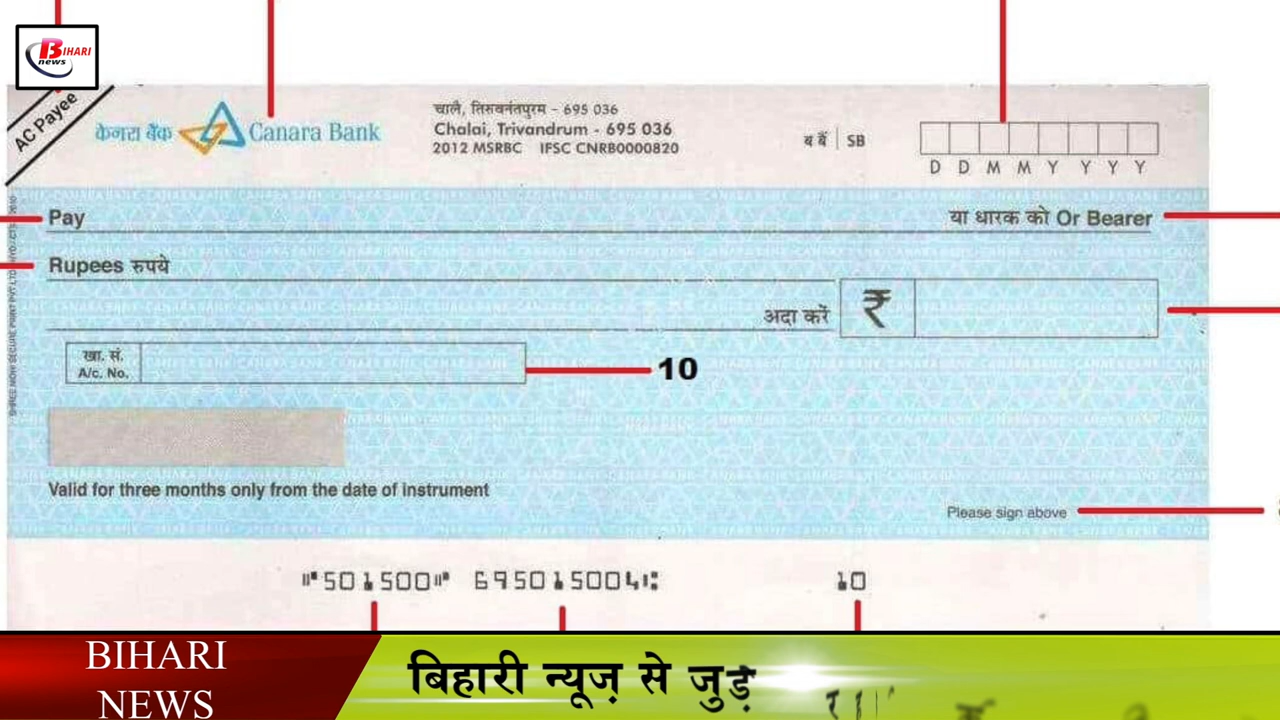 BIHARI
news
AC Payee
केनरा बैंक Canara Bank
चालै, तिरुवनंतपुरम - 695 036
Chalai, Trivandrum - 695 036
2012 MSRBC IFSC CNRB0000820
ब बैं | SB
D D M M Y Y Y Y
Pay
या धारक को Or Bearer
Rupees रुपये
अदा करें ₹
खा. सं.
A/c. No.
10
Valid for three months only from the date of instrument
Please sign above
⑈501500⑈ 695015004⑆ 10
BIHARI
NEWS
बिहारी न्यूज़ से जुड़े